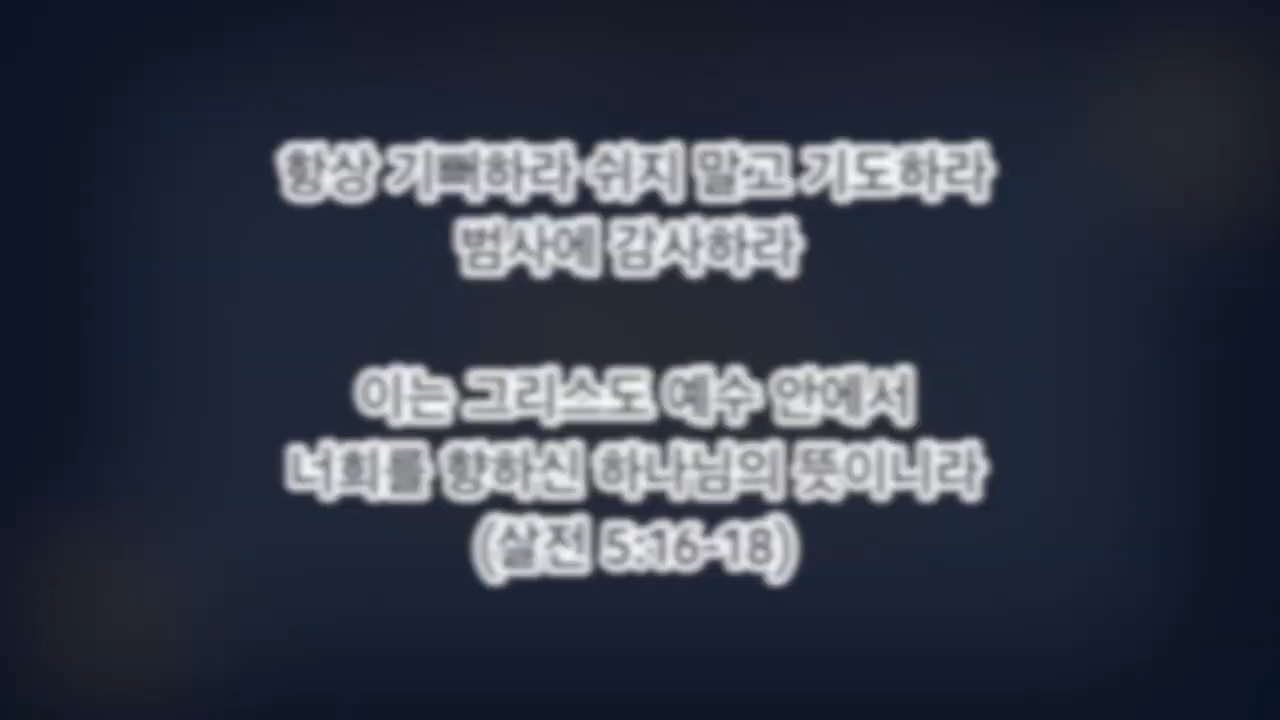 항상 기뻐하라 쉬지 말고 기도하라
범사에 감사하라
이는 그리스도 예수 안에서
너희를 향하신 하나님의 뜻이니라
(살전 5:16-18)